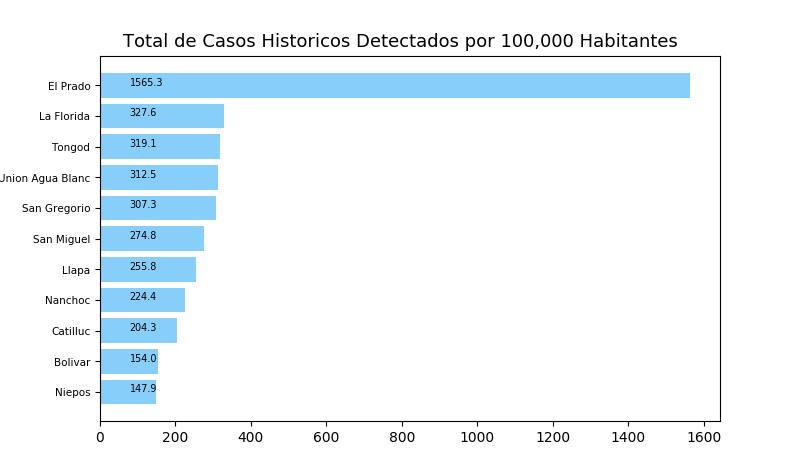 Total de Casos Historicos Detectados por 100,000 Habitantes
El Prado 1565.3
La Florida 327.6
Tongod 319.1
Union Agua Blanc 312.5
San Gregorio 307.3
San Miguel 274.8
Llapa 255.8
Nanchoc 224.4
Catilluc 204.3
Bolivar 154.0
Niepos 147.9
0 200 400 600 800 1000 1200 1400 1600